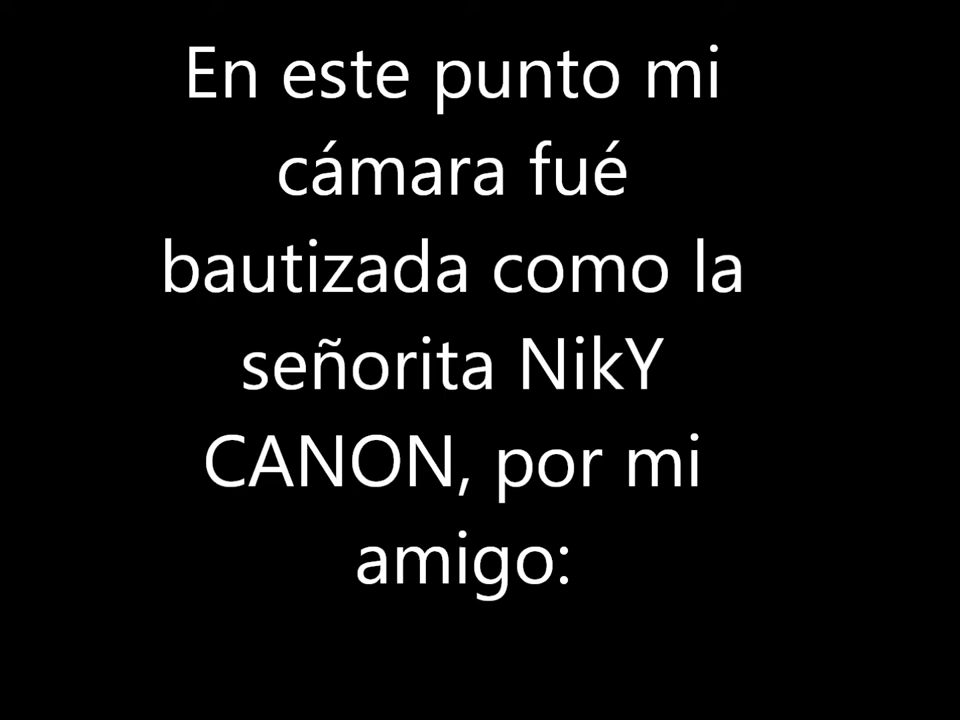 En este punto mi
cámara fué
bautizada como la
señorita NikY
CANON, por mi
amigo: